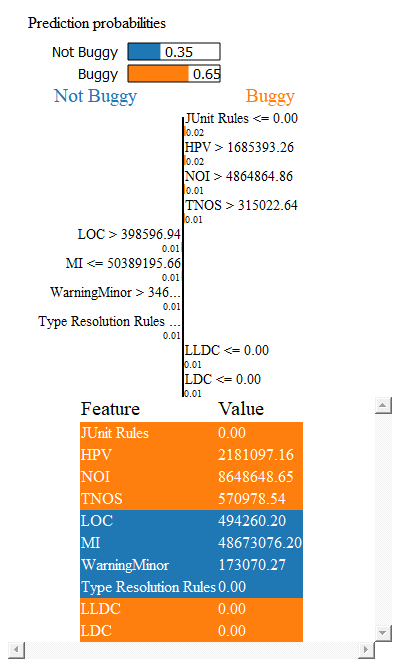 Prediction probabilities
Not Buggy 0.35
Buggy 0.65
Not Buggy Buggy
JUnit Rules <= 0.00
0.02
HPV > 1685393.26
0.02
NOI > 4864864.86
0.01
TNOS > 315022.64
0.01
LOC > 398596.94
0.01
MI <= 50389195.66
0.01
WarningMinor > 346...
0.01
Type Resolution Rules ...
0.01
LLDC <= 0.00
0.01
LDC <= 0.00
0.01
Feature Value
JUnit Rules 0.00
HPV 2181097.16
NOI 8648648.65
TNOS 570978.54
LOC 494260.20
MI 48673076.20
WarningMinor 173070.27
Type Resolution Rules 0.00
LLDC 0.00
LDC 0.00